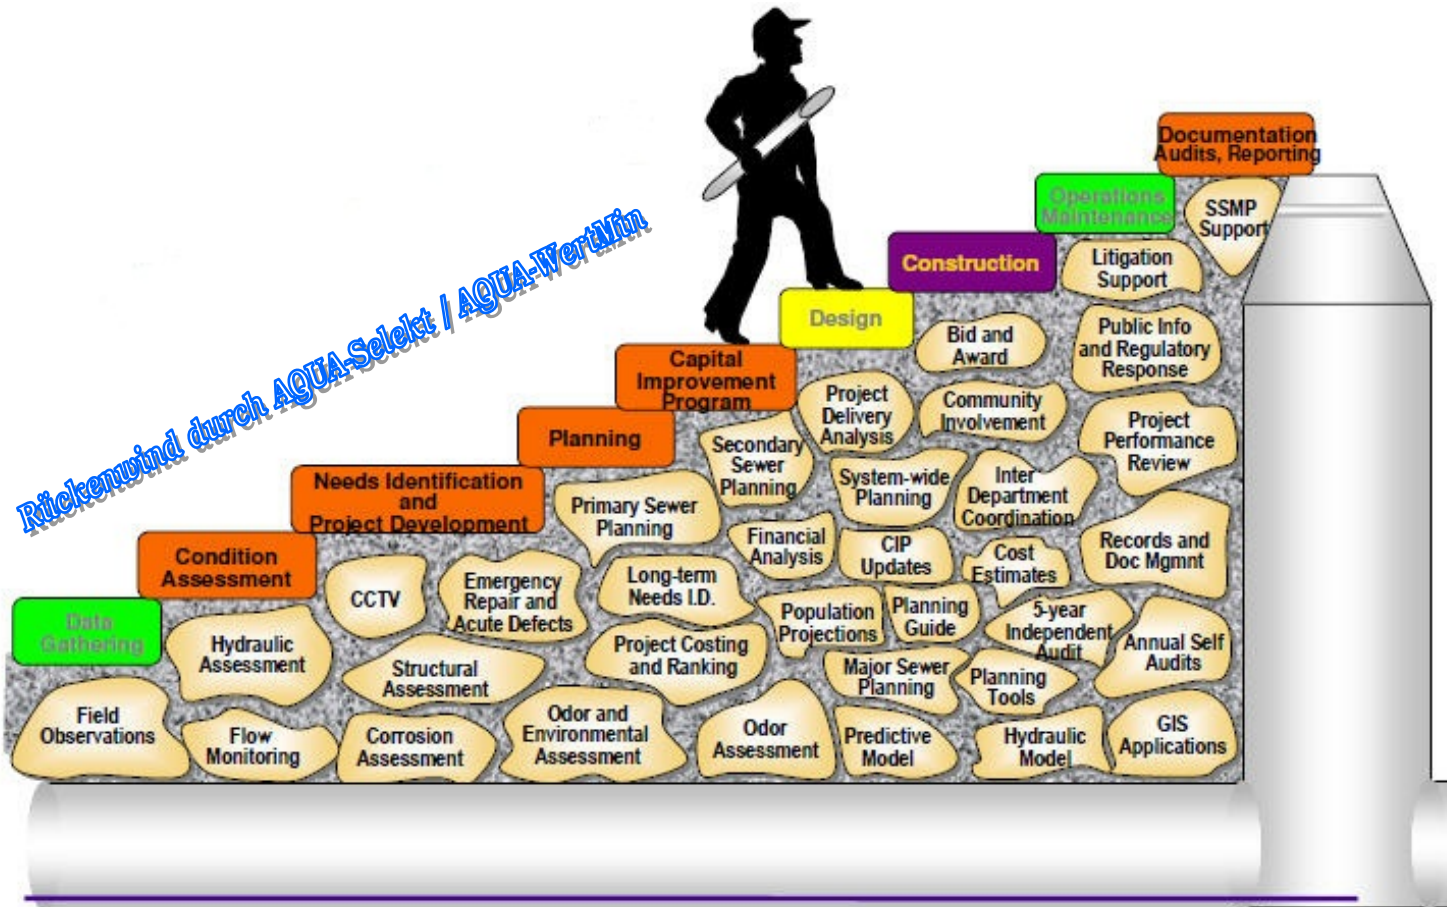 Documentation
Audits, Reporting
Operations
Maintenance
SSMP
Support
Construction
Litigation
Support
Design
Bid and
Award
Public Info
and Regulatory
Response
Rückenwind durch AQUA-Selekt / AQUA-WertMin
Capital
Improvement
Program
Project
Delivery
Analysis
Community
Involvement
Project
Performance
Review
Planning
Secondary
Sewer
Planning
System-wide
Planning
Inter
Department
Coordination
Needs Identification
and
Project Development
Primary Sewer
Planning
Financial
Analysis
CIP
Updates
Cost
Estimates
Records and
Doc Mgmnt
Condition
Assessment
CCTV
Emergency
Repair and
Acute Defects
Long-term
Needs I.D.
Population
Projections
Planning
Guide
5-year
Independent
Audit
Annual Self
Audits
Data
Gathering
Hydraulic
Assessment
Structural
Assessment
Project Costing
and Ranking
Major Sewer
Planning
Planning
Tools
Field
Observations
Flow
Monitoring
Corrosion
Assessment
Odor and
Environmental
Assessment
Odor
Assessment
Predictive
Model
Hydraulic
Model
GIS
Applications